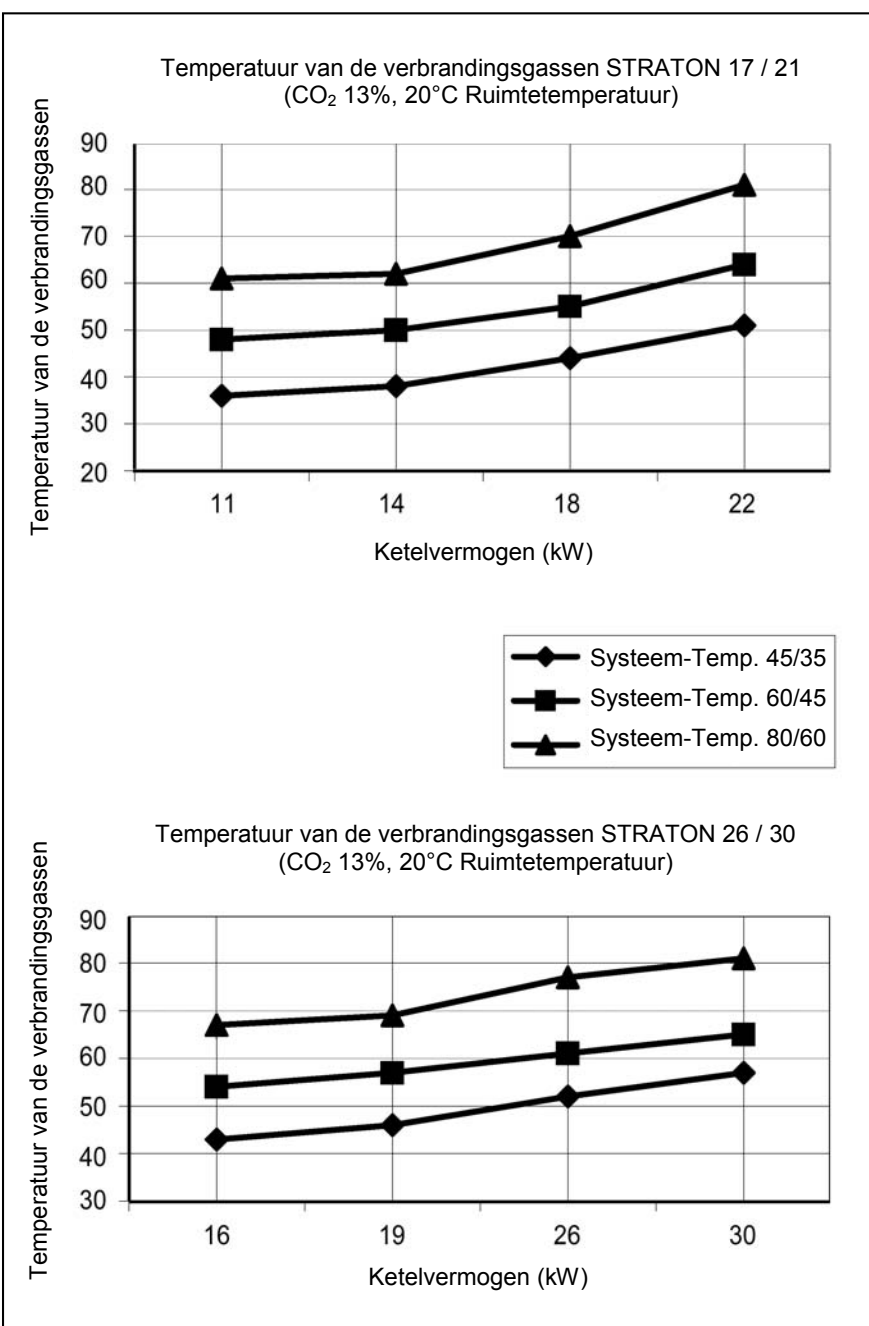 Temperatuur van de verbrandingsgassen STRATON 17 / 21
(CO₂ 13%, 20°C Ruimtetemperatuur)
Temperatuur van de verbrandingsgassen
90
80
70
60
50
40
30
20
11 14 18 22
Ketelvermogen (kW)
Systeem-Temp. 45/35
Systeem-Temp. 60/45
Systeem-Temp. 80/60
Temperatuur van de verbrandingsgassen STRATON 26 / 30
(CO₂ 13%, 20°C Ruimtetemperatuur)
Temperatuur van de verbrandingsgassen
90
80
70
60
50
40
30
16 19 26 30
Ketelvermogen (kW)